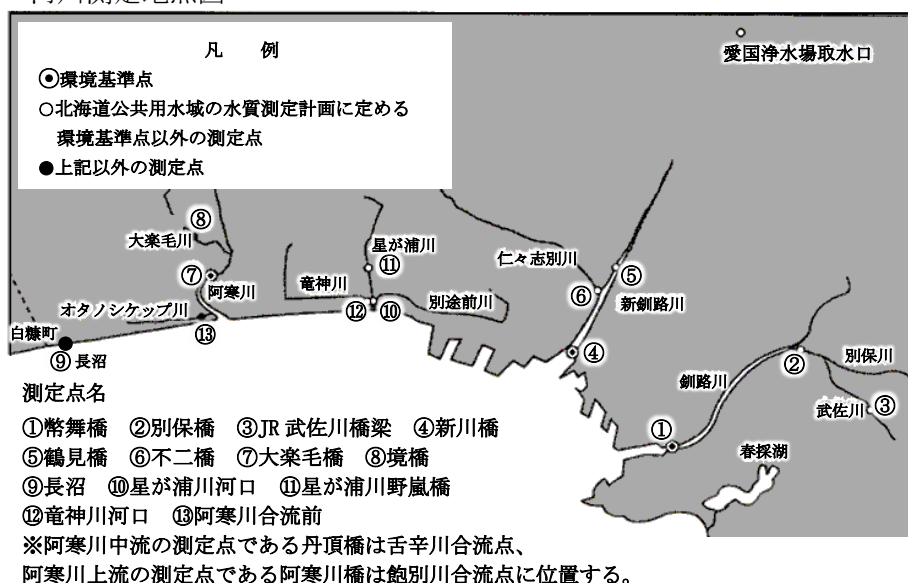 凡　例
◉環境基準点
○北海道公共用水域の水質測定計画に定める
環境基準点以外の測定点
●上記以外の測定点
愛国浄水場取水口
⑧
大楽毛川
⑦
阿寒川
オタノシケップ川
⑬
白糠町
⑨長沼
星が浦川
⑪
竜神川
別途前川
⑫ ⑩
仁々志別川
⑤
⑥
新釧路川
④
釧路川
②
別保川
武佐川 ③
①
春採湖
測定点名
①幣舞橋　②別保橋　③JR 武佐川橋梁　④新川橋
⑤鶴見橋　⑥不二橋　⑦大楽毛橋　⑧境橋
⑨長沼　⑩星が浦川河口　⑪星が浦川野嵐橋
⑫竜神川河口　⑬阿寒川合流前
※阿寒川中流の測定点である丹頂橋は舌辛川合流点、
阿寒川上流の測定点である阿寒川橋は飽別川合流点に位置する。